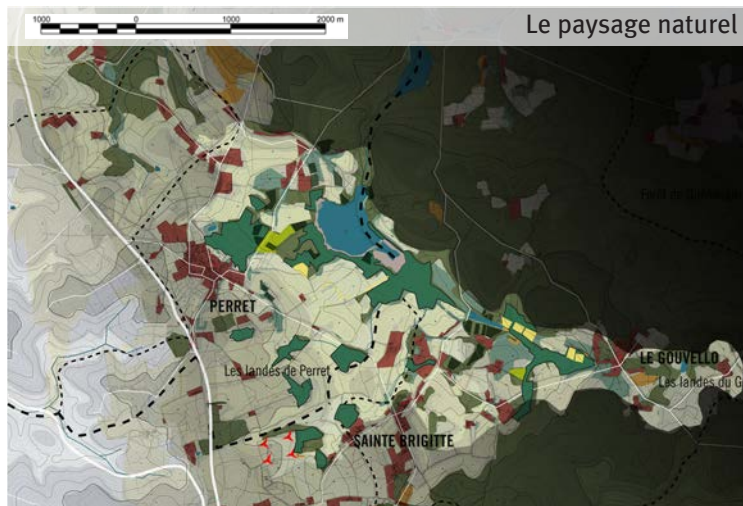 1000 0 1000 2000 m
Le paysage naturel
PERRET
LE GOUVELLO
Les landes de Perret
Les landes du G
SAINTE BRIGITTE